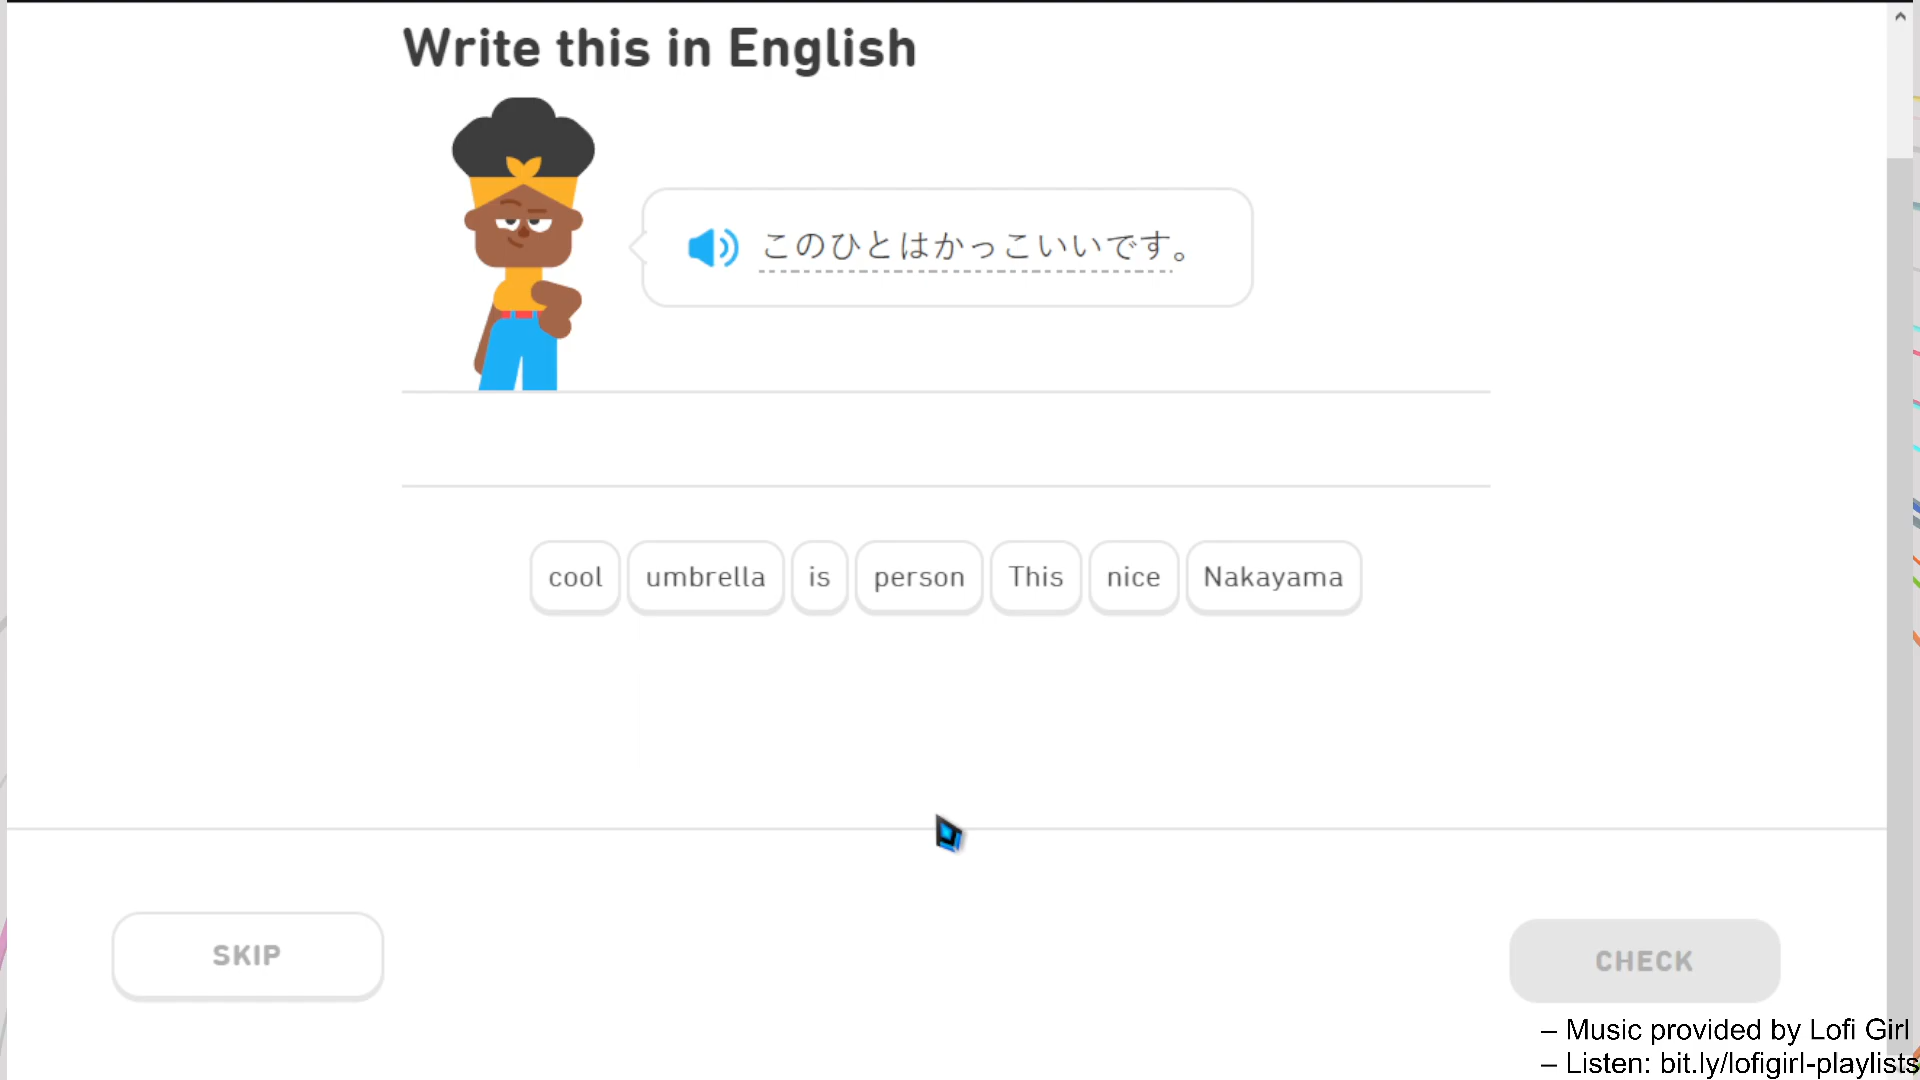 Write this in English
このひとはかっこいいです。
cool umbrella is person This nice Nakayama
SKIP
CHECK
– Music provided by Lofi Girl
– Listen: bit.ly/lofigirl-playlists